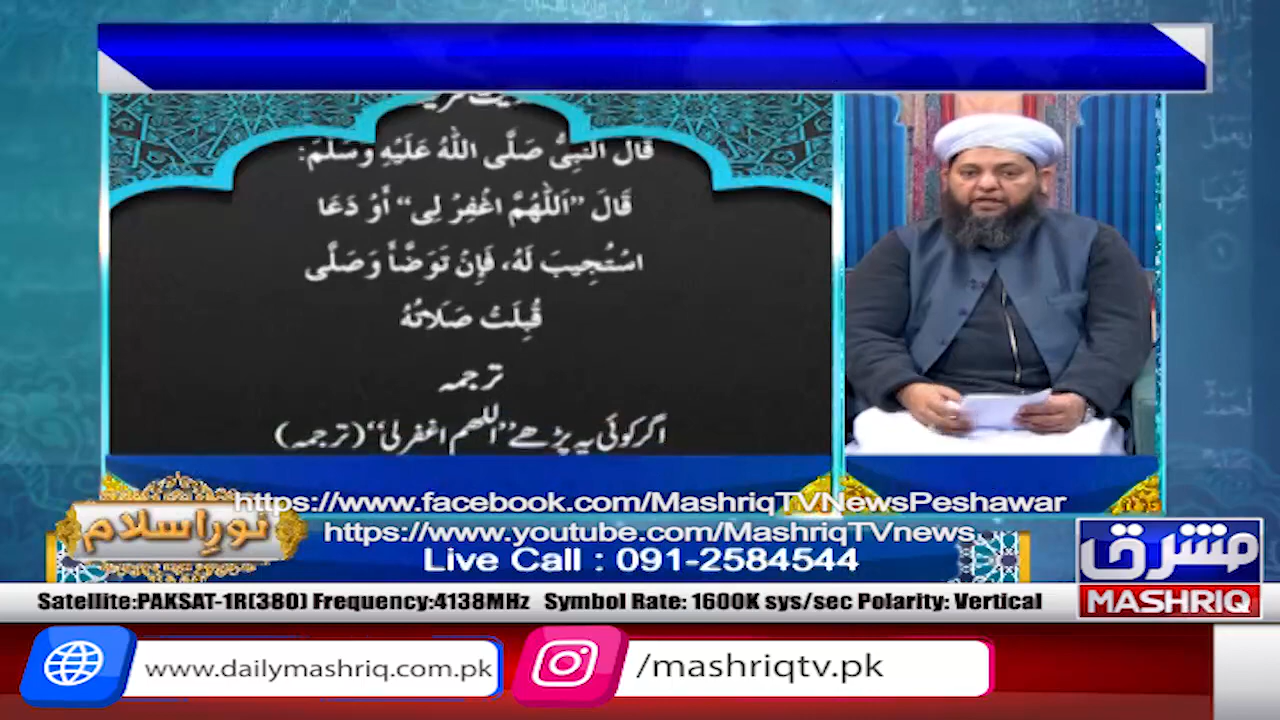 قَالَ النَّبِیُّ صَلَّی اللّٰهُ عَلَیْهِ وَسَلَّمَ:
قَالَ ”اَللّٰهُمَّ اغْفِرْ لِی“ أَوْ دَعَا
اسْتُجِیبَ لَهُ، فَإِنْ تَوَضَّأَ وَصَلَّی
قُبِلَتْ صَلَاتُهُ
ترجمہ
اگر کوئی یہ پڑھے ”اللھم اغفرلی“ (ترجمہ)
https://www.facebook.com/MashriqTVNewsPeshawar
نورِاسلام
https://www.youtube.com/MashriqTVnews
Live Call : 091-2584544
مشرق
MASHRIQ
Satellite:PAKSAT-1R(380) Frequency:4138MHz Symbol Rate: 1600K sys/sec Polarity: Vertical
www.dailymashriq.com.pk
/mashriqtv.pk